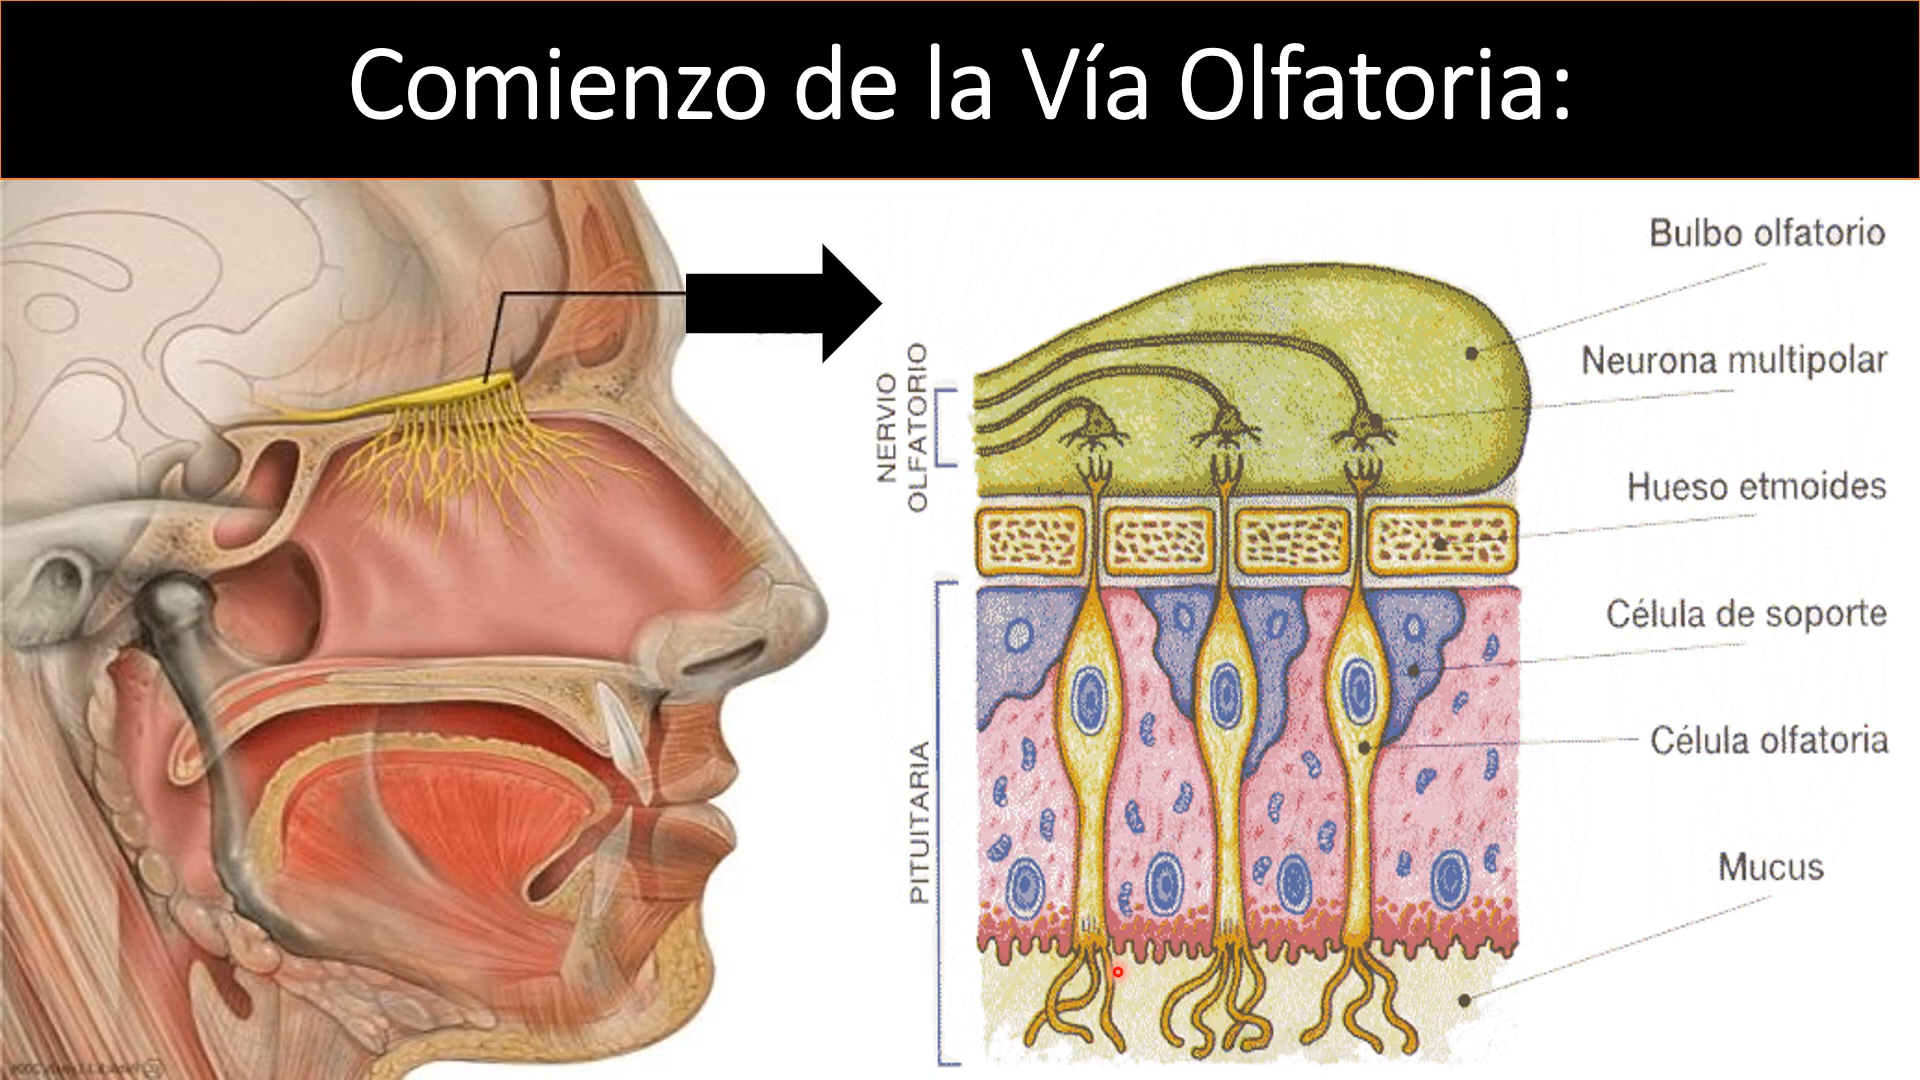 Comienzo de la Vía Olfatoria:
Bulbo olfatorio
Neurona multipolar
NERVIO
OLFATORIO
Hueso etmoides
Célula de soporte
Célula olfatoria
PITUITARIA
Mucus